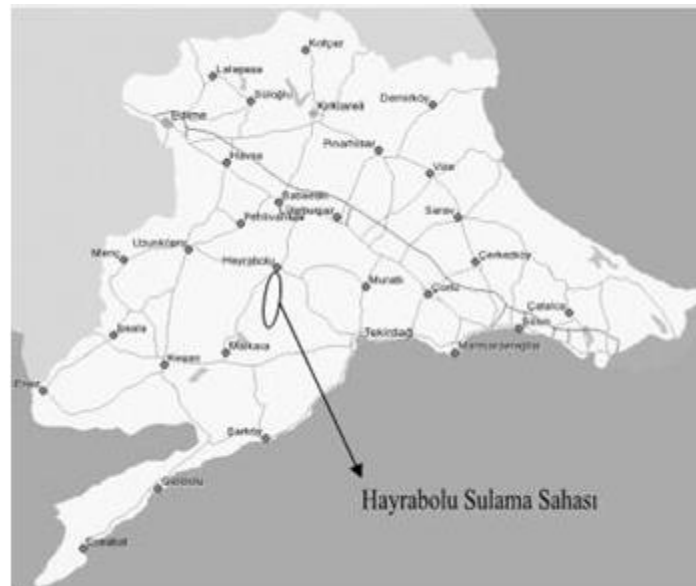 Kofçaz
Lalapaşa
Süloğlu
Demirköy
Kırklareli
Edirne
Pınarhisar
Havsa
Vize
Babaeski
Lüleburgaz
Saray
Pehlivanköy
Uzunköprü
Meriç
Hayrabolu
Çerkezköy
Muratlı
Çorlu
Çatalca
Silivri
İpsala
Tekirdağ
Malkara
Marmaraereğlisi
Keşan
Enez
Şarköy
Gelibolu
Eceabat
Hayrabolu Sulama Sahası